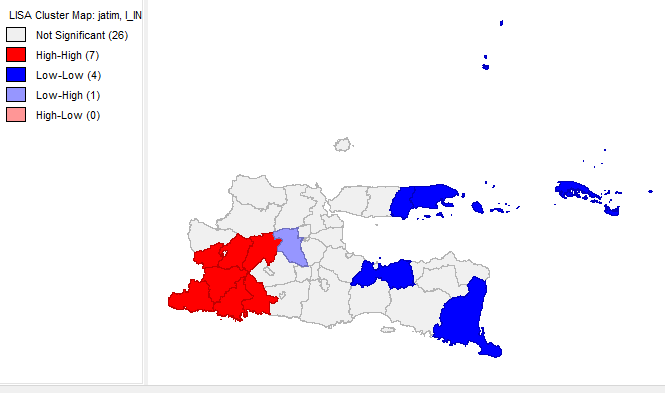 LISA Cluster Map: jatim, I_IN
Not Significant (26)
High-High (7)
Low-Low (4)
Low-High (1)
High-Low (0)